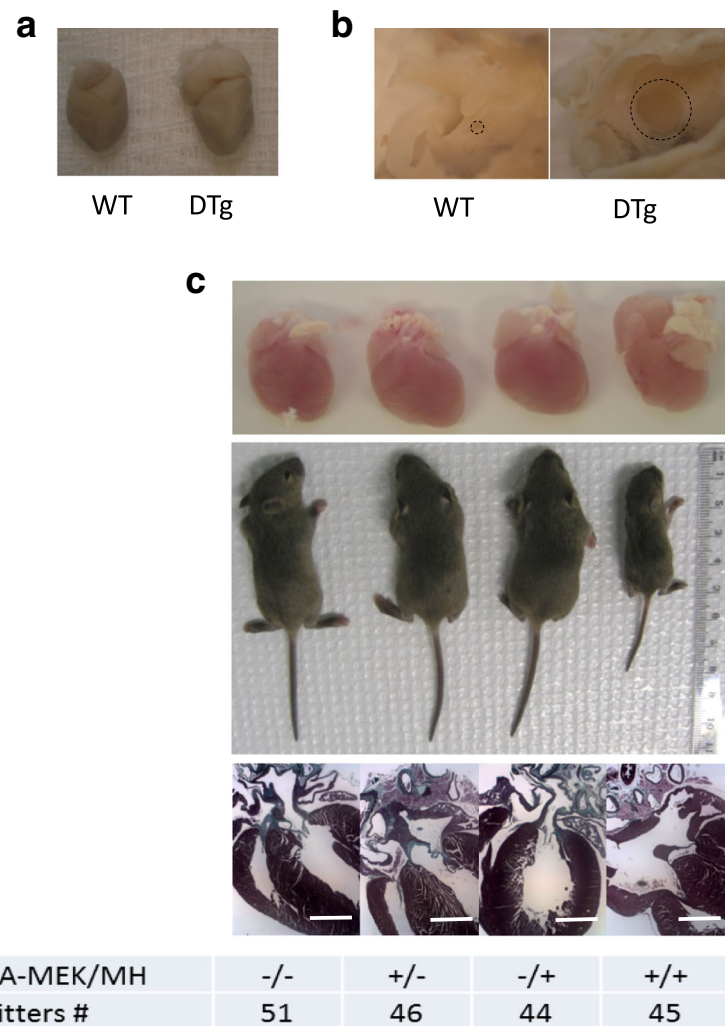 a
b
WT DTg
WT DTg
c
A-MEK/MH -/- +/- -/+ +/+
itters # 51 46 44 45